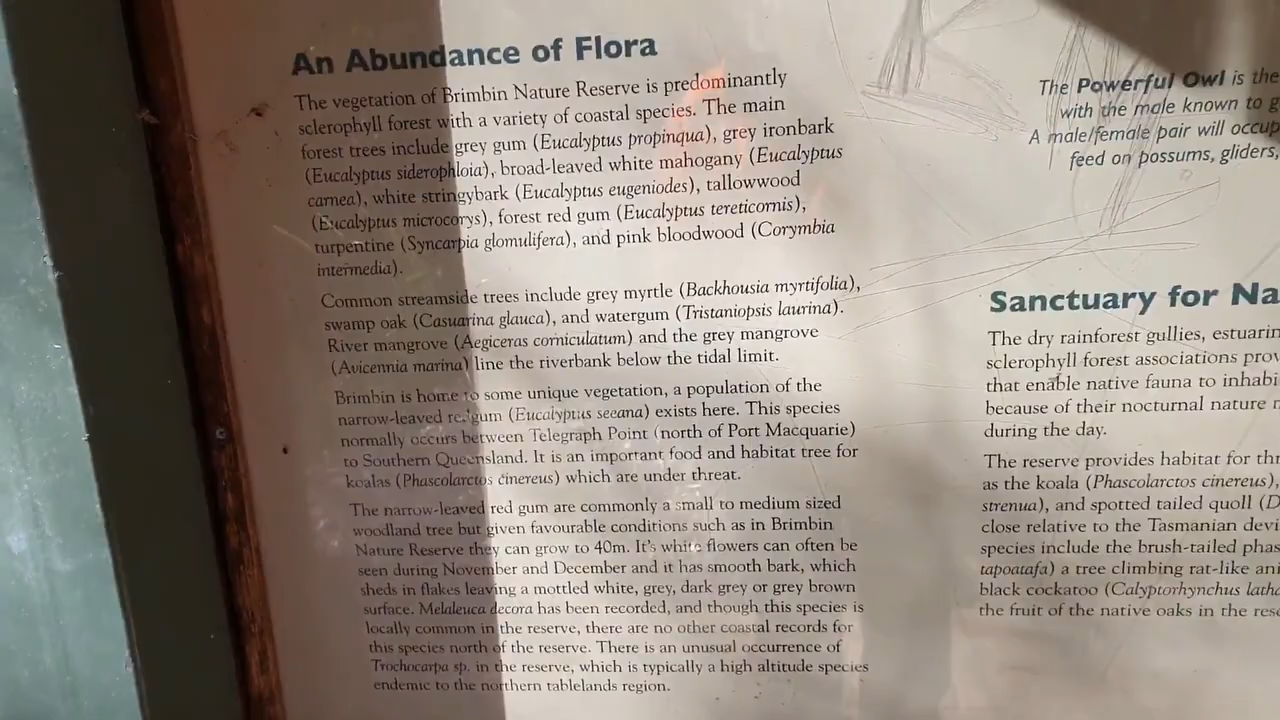 An Abundance of Flora
The vegetation of Brimbin Nature Reserve is predominantly
sclerophyll forest with a variety of coastal species. The main
forest trees include grey gum (Eucalyptus propinqua), grey ironbark
(Eucalyptus siderophloia), broad-leaved white mahogany (Eucalyptus
carnea), white stringybark (Eucalyptus eugeniodes), tallowwood
(Eucalyptus microcorys), forest red gum (Eucalyptus tereticornis),
turpentine (Syncarpia glomulifera), and pink bloodwood (Corymbia
intermedia).
Common streamside trees include grey myrtle (Backhousia myrtifolia),
swamp oak (Casuarina glauca), and watergum (Tristaniopsis laurina).
River mangrove (Aegiceras corniculatum) and the grey mangrove
(Avicennia marina) line the riverbank below the tidal limit.
Brimbin is home to some unique vegetation, a population of the
narrow-leaved redgum (Eucalyptus seeana) exists here. This species
normally occurs between Telegraph Point (north of Port Macquarie)
to Southern Queensland. It is an important food and habitat tree for
koalas (Phascolarctos cinereus) which are under threat.
The narrow-leaved red gum are commonly a small to medium sized
woodland tree but given favourable conditions such as in Brimbin
Nature Reserve they can grow to 40m. It's white flowers can often be
seen during November and December and it has smooth bark, which
sheds in flakes leaving a mottled white, grey, dark grey or grey brown
surface. Melaleuca decora has been recorded, and though this species is
locally common in the reserve, there are no other coastal records for
this species north of the reserve. There is an unusual occurrence of
Trochocarpa sp. in the reserve, which is typically a high altitude species
endemic to the northern tablelands region.
The Powerful Owl is the
with the male known to g
A male/female pair will occup
feed on possums, gliders,
Sanctuary for Na
The dry rainforest gullies, estuarin
sclerophyll forest associations prov
that enable native fauna to inhabi
because of their nocturnal nature
during the day.
The reserve provides habitat for thr
as the koala (Phascolarctos cinereus),
strenua), and spotted tailed quoll (D
close relative to the Tasmanian devi
species include the brush-tailed phas
tapoatafa) a tree climbing rat-like ani
black cockatoo (Calyptorhynchus latha
the fruit of the native oaks in the rese